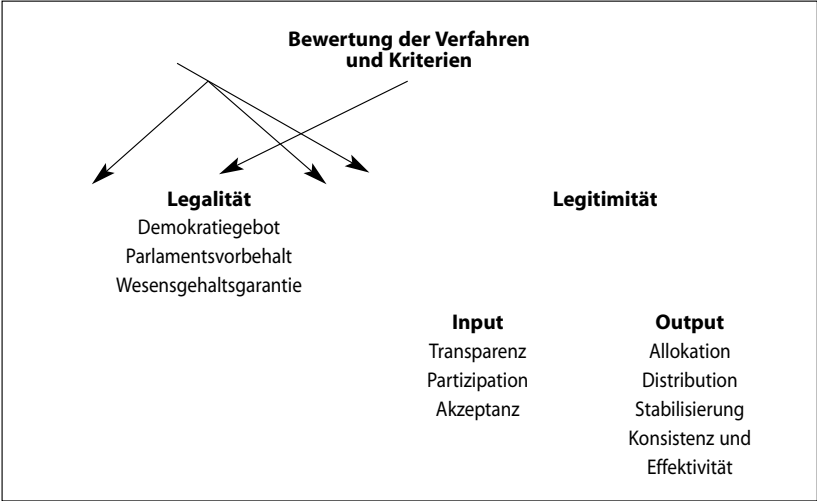 Bewertung der Verfahren
und Kriterien
Legalität
Demokratiegebot
Parlamentsvorbehalt
Wesensgehaltsgarantie
Legitimität
Input
Transparenz
Partizipation
Akzeptanz
Output
Allokation
Distribution
Stabilisierung
Konsistenz und
Effektivität